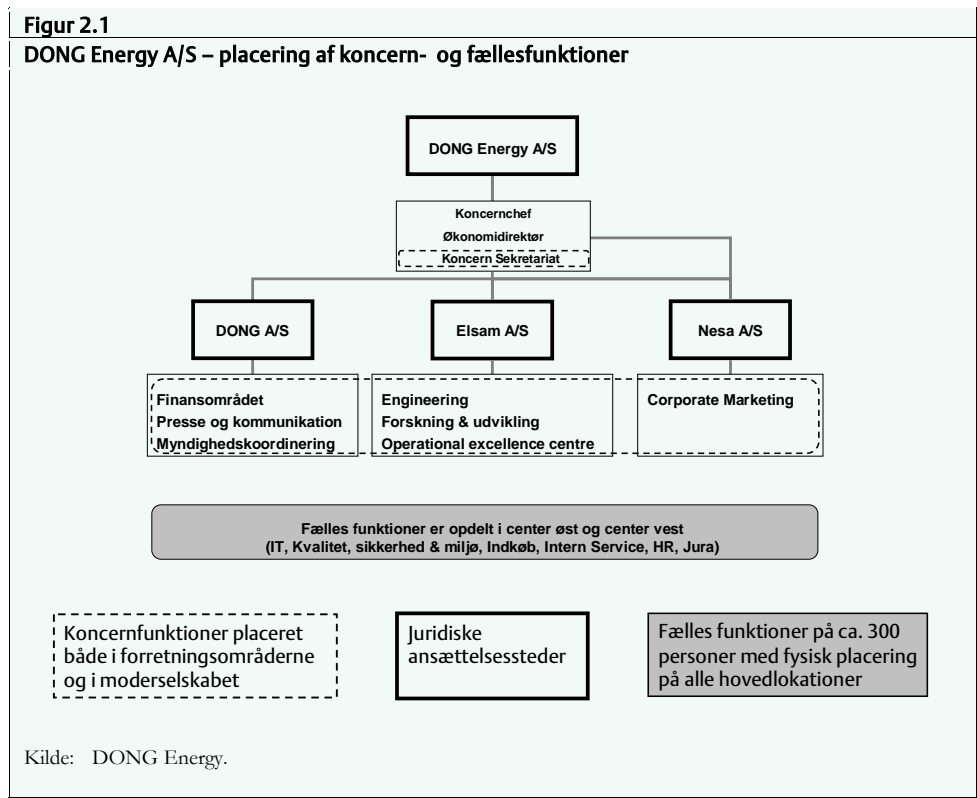 Figur 2.1
DONG Energy A/S – placering af koncern- og fællesfunktioner
DONG Energy A/S
Koncernchef
Økonomidirektør
Koncern Sekretariat
DONG A/S
Elsam A/S
Nesa A/S
Finansområdet
Presse og kommunikation
Myndighedskoordinering
Engineering
Forskning & udvikling
Operational excellence centre
Corporate Marketing
Fælles funktioner er opdelt i center øst og center vest
(IT, Kvalitet, sikkerhed & miljø, Indkøb, Intern Service, HR, Jura)
Koncernfunktioner placeret
både i forretningsområderne
og i moderselskabet
Juridiske
ansættelsessteder
Fælles funktioner på ca. 300
personer med fysisk placering
på alle hovedlokationer
Kilde: DONG Energy.